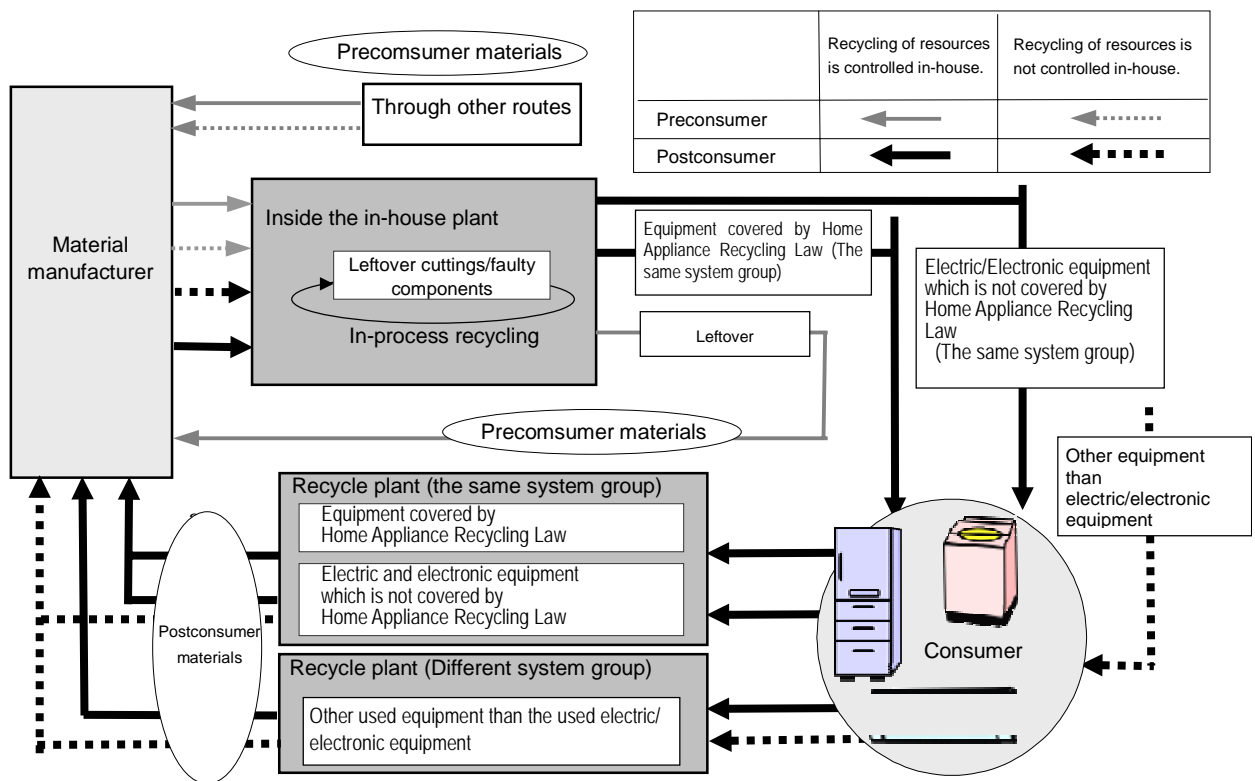 Precomsumer materials
Through other routes
Recycling of resources
is controlled in-house.
Recycling of resources is
not controlled in-house.
Preconsumer
Postconsumer
Material
manufacturer
Inside the in-house plant
Leftover cuttings/faulty
components
In-process recycling
Equipment covered by Home
Appliance Recycling Law (The
same system group)
Leftover
Electric/Electronic equipment
which is not covered by
Home Appliance Recycling
Law
(The same system group)
Precomsumer materials
Other equipment
than
electric/electronic
equipment
Recycle plant (the same system group)
Equipment covered by
Home Appliance Recycling Law
Electric and electronic equipment
which is not covered by
Home Appliance Recycling Law
Postconsumer
materials
Recycle plant (Different system group)
Other used equipment than the used electric/
electronic equipment
Consumer